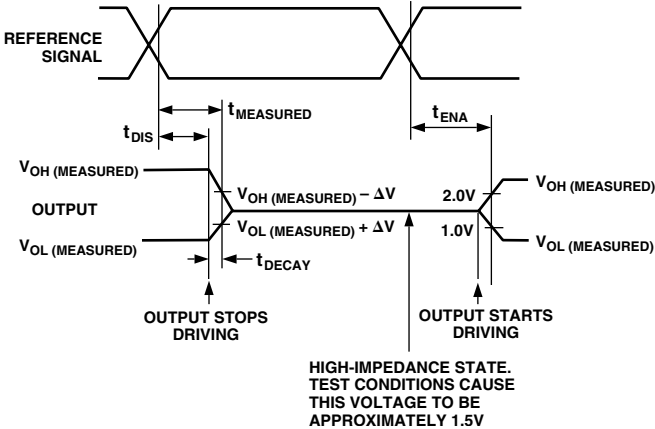 REFERENCE
SIGNAL
tMEASURED
tENA
tDIS
VOH (MEASURED)
VOH (MEASURED) – ΔV
2.0V
VOH (MEASURED)
OUTPUT
VOL (MEASURED) + ΔV
1.0V
VOL (MEASURED)
VOL (MEASURED)
tDECAY
OUTPUT STOPS
DRIVING
OUTPUT STARTS
DRIVING
HIGH-IMPEDANCE STATE.
TEST CONDITIONS CAUSE
THIS VOLTAGE TO BE
APPROXIMATELY 1.5V